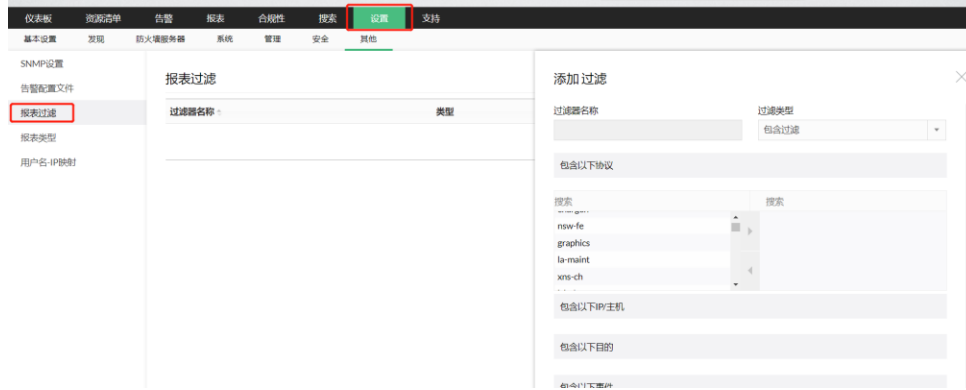 仪表板 资源清单 告警 报表 合规性 搜索 设置 支持
基本设置 发现 防火墙服务器 系统 管理 安全 其他
SNMP设置
告警配置文件
报表过滤
报表类型
用户名-IP映射
报表过滤
过滤器名称 类型
添加过滤
过滤器名称 过滤类型
包含过滤
包含以下协议
搜索 搜索
nsw-fe
graphics
la-maint
xns-ch
包含以下IP/主机
包含以下目的
包含以下事件